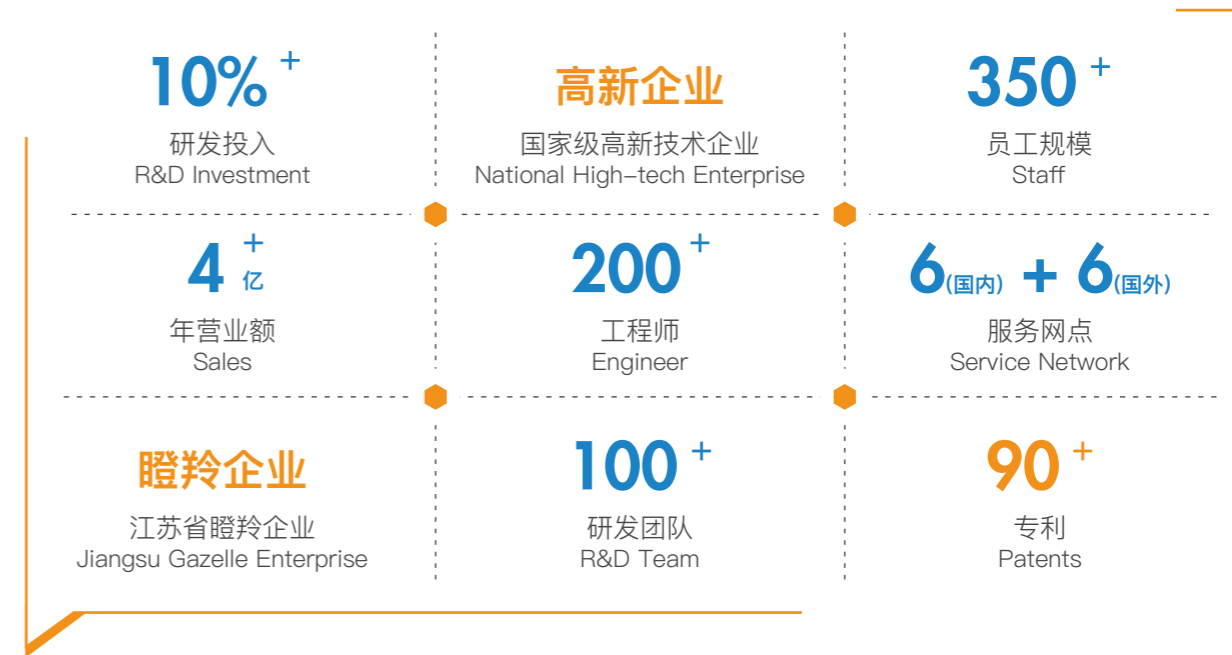 10%+
研发投入
R&D Investment
高新企业
国家级高新技术企业
National High-tech Enterprise
350+
员工规模
Staff
4亿+
年营业额
Sales
200+
工程师
Engineer
6(国内) + 6(国外)
服务网点
Service Network
瞪羚企业
江苏省瞪羚企业
Jiangsu Gazelle Enterprise
100+
研发团队
R&D Team
90+
专利
Patents